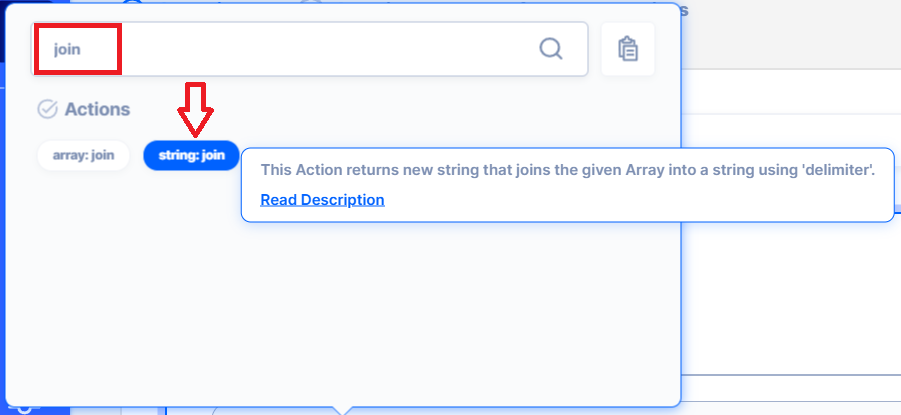 join
Actions
array: join
string: join
This Action returns new string that joins the given Array into a string using 'delimiter'.
Read Description